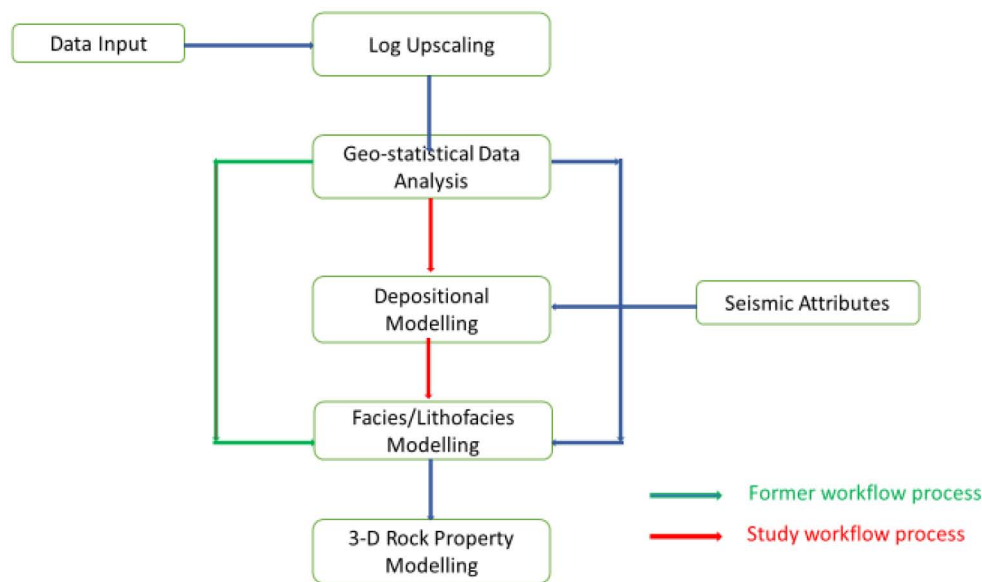 Data Input
Log Upscaling
Geo-statistical Data
Analysis
Depositional
Modelling
Seismic Attributes
Facies/Lithofacies
Modelling
3-D Rock Property
Modelling
Former workflow process
Study workflow process